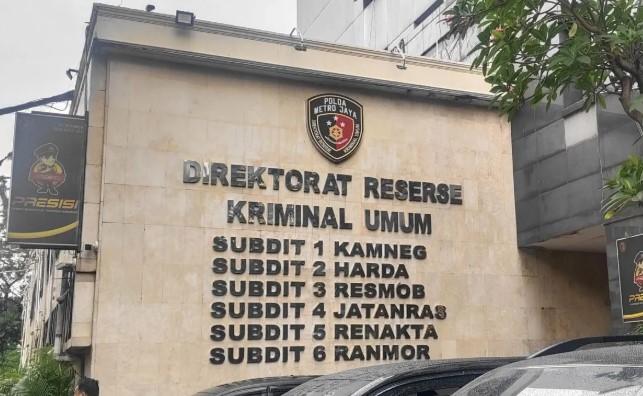 POLDA
METRO JAYA
DIREKTORAT RESERSE
KRIMINAL UMUM
SUBDIT 1 KAMNEG
SUBDIT 2 HARDA
SUBDIT 3 RESMOB
SUBDIT 4 JATANRAS
SUBDIT 5 RENAKTA
SUBDIT 6 RANMOR
PRESISI